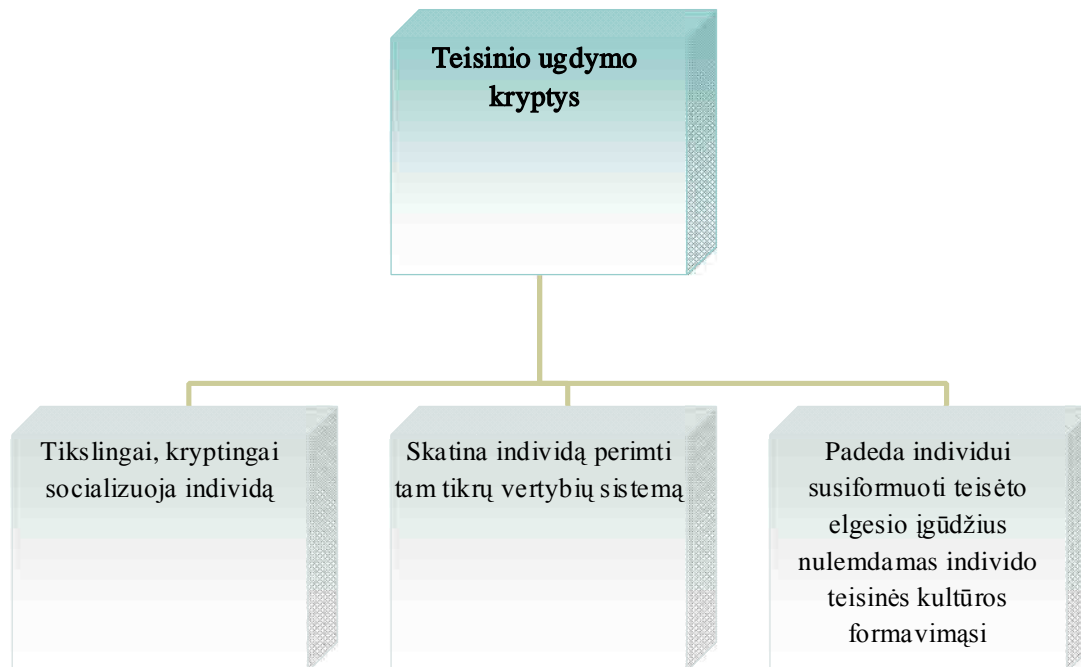 Teisinio ugdymo
kryptys
Tikslingai, kryptingai
socializuoja individą
Skatina individą perimti
tam tikrų vertybių sistemą
Padeda individui
susiformuoti teisėto
elgesio įgūdžius
nulemdamas individo
teisinės kultūros
formavimąsi